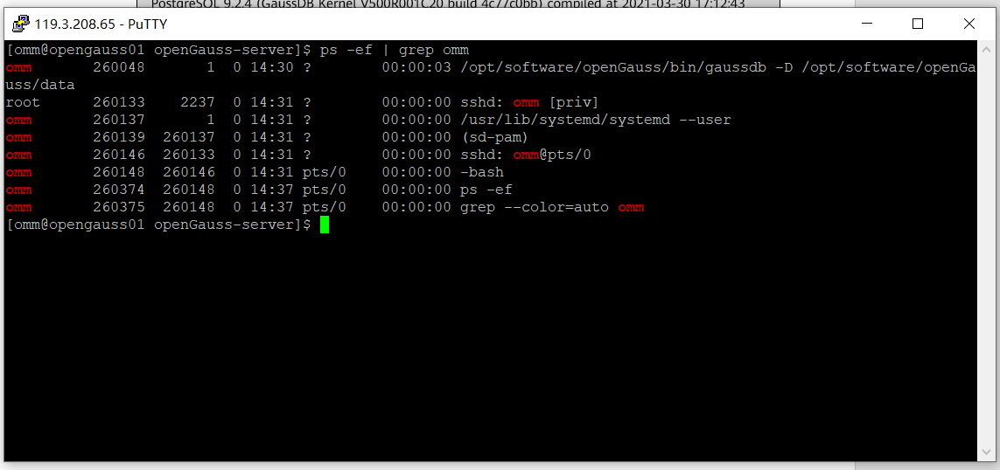 PostgreSQL 9.2.4 (GaussDB Kernel V500R001C20 build 4c77c0bb) compiled at 2021-03-30 17:12:43
119.3.208.65 - PuTTY
[omm@opengauss01 openGauss-server]$ ps -ef | grep omm
omm       260048       1  0 14:30 ?        00:00:03 /opt/software/openGauss/bin/gaussdb -D /opt/software/openGa
uss/data
root      260133    2237  0 14:31 ?        00:00:00 sshd: omm [priv]
omm       260137       1  0 14:31 ?        00:00:00 /usr/lib/systemd/systemd --user
omm       260139  260137  0 14:31 ?        00:00:00 (sd-pam)
omm       260146  260133  0 14:31 ?        00:00:00 sshd: omm@pts/0
omm       260148  260146  0 14:31 pts/0    00:00:00 -bash
omm       260374  260148  0 14:37 pts/0    00:00:00 ps -ef
omm       260375  260148  0 14:37 pts/0    00:00:00 grep --color=auto omm
[omm@opengauss01 openGauss-server]$